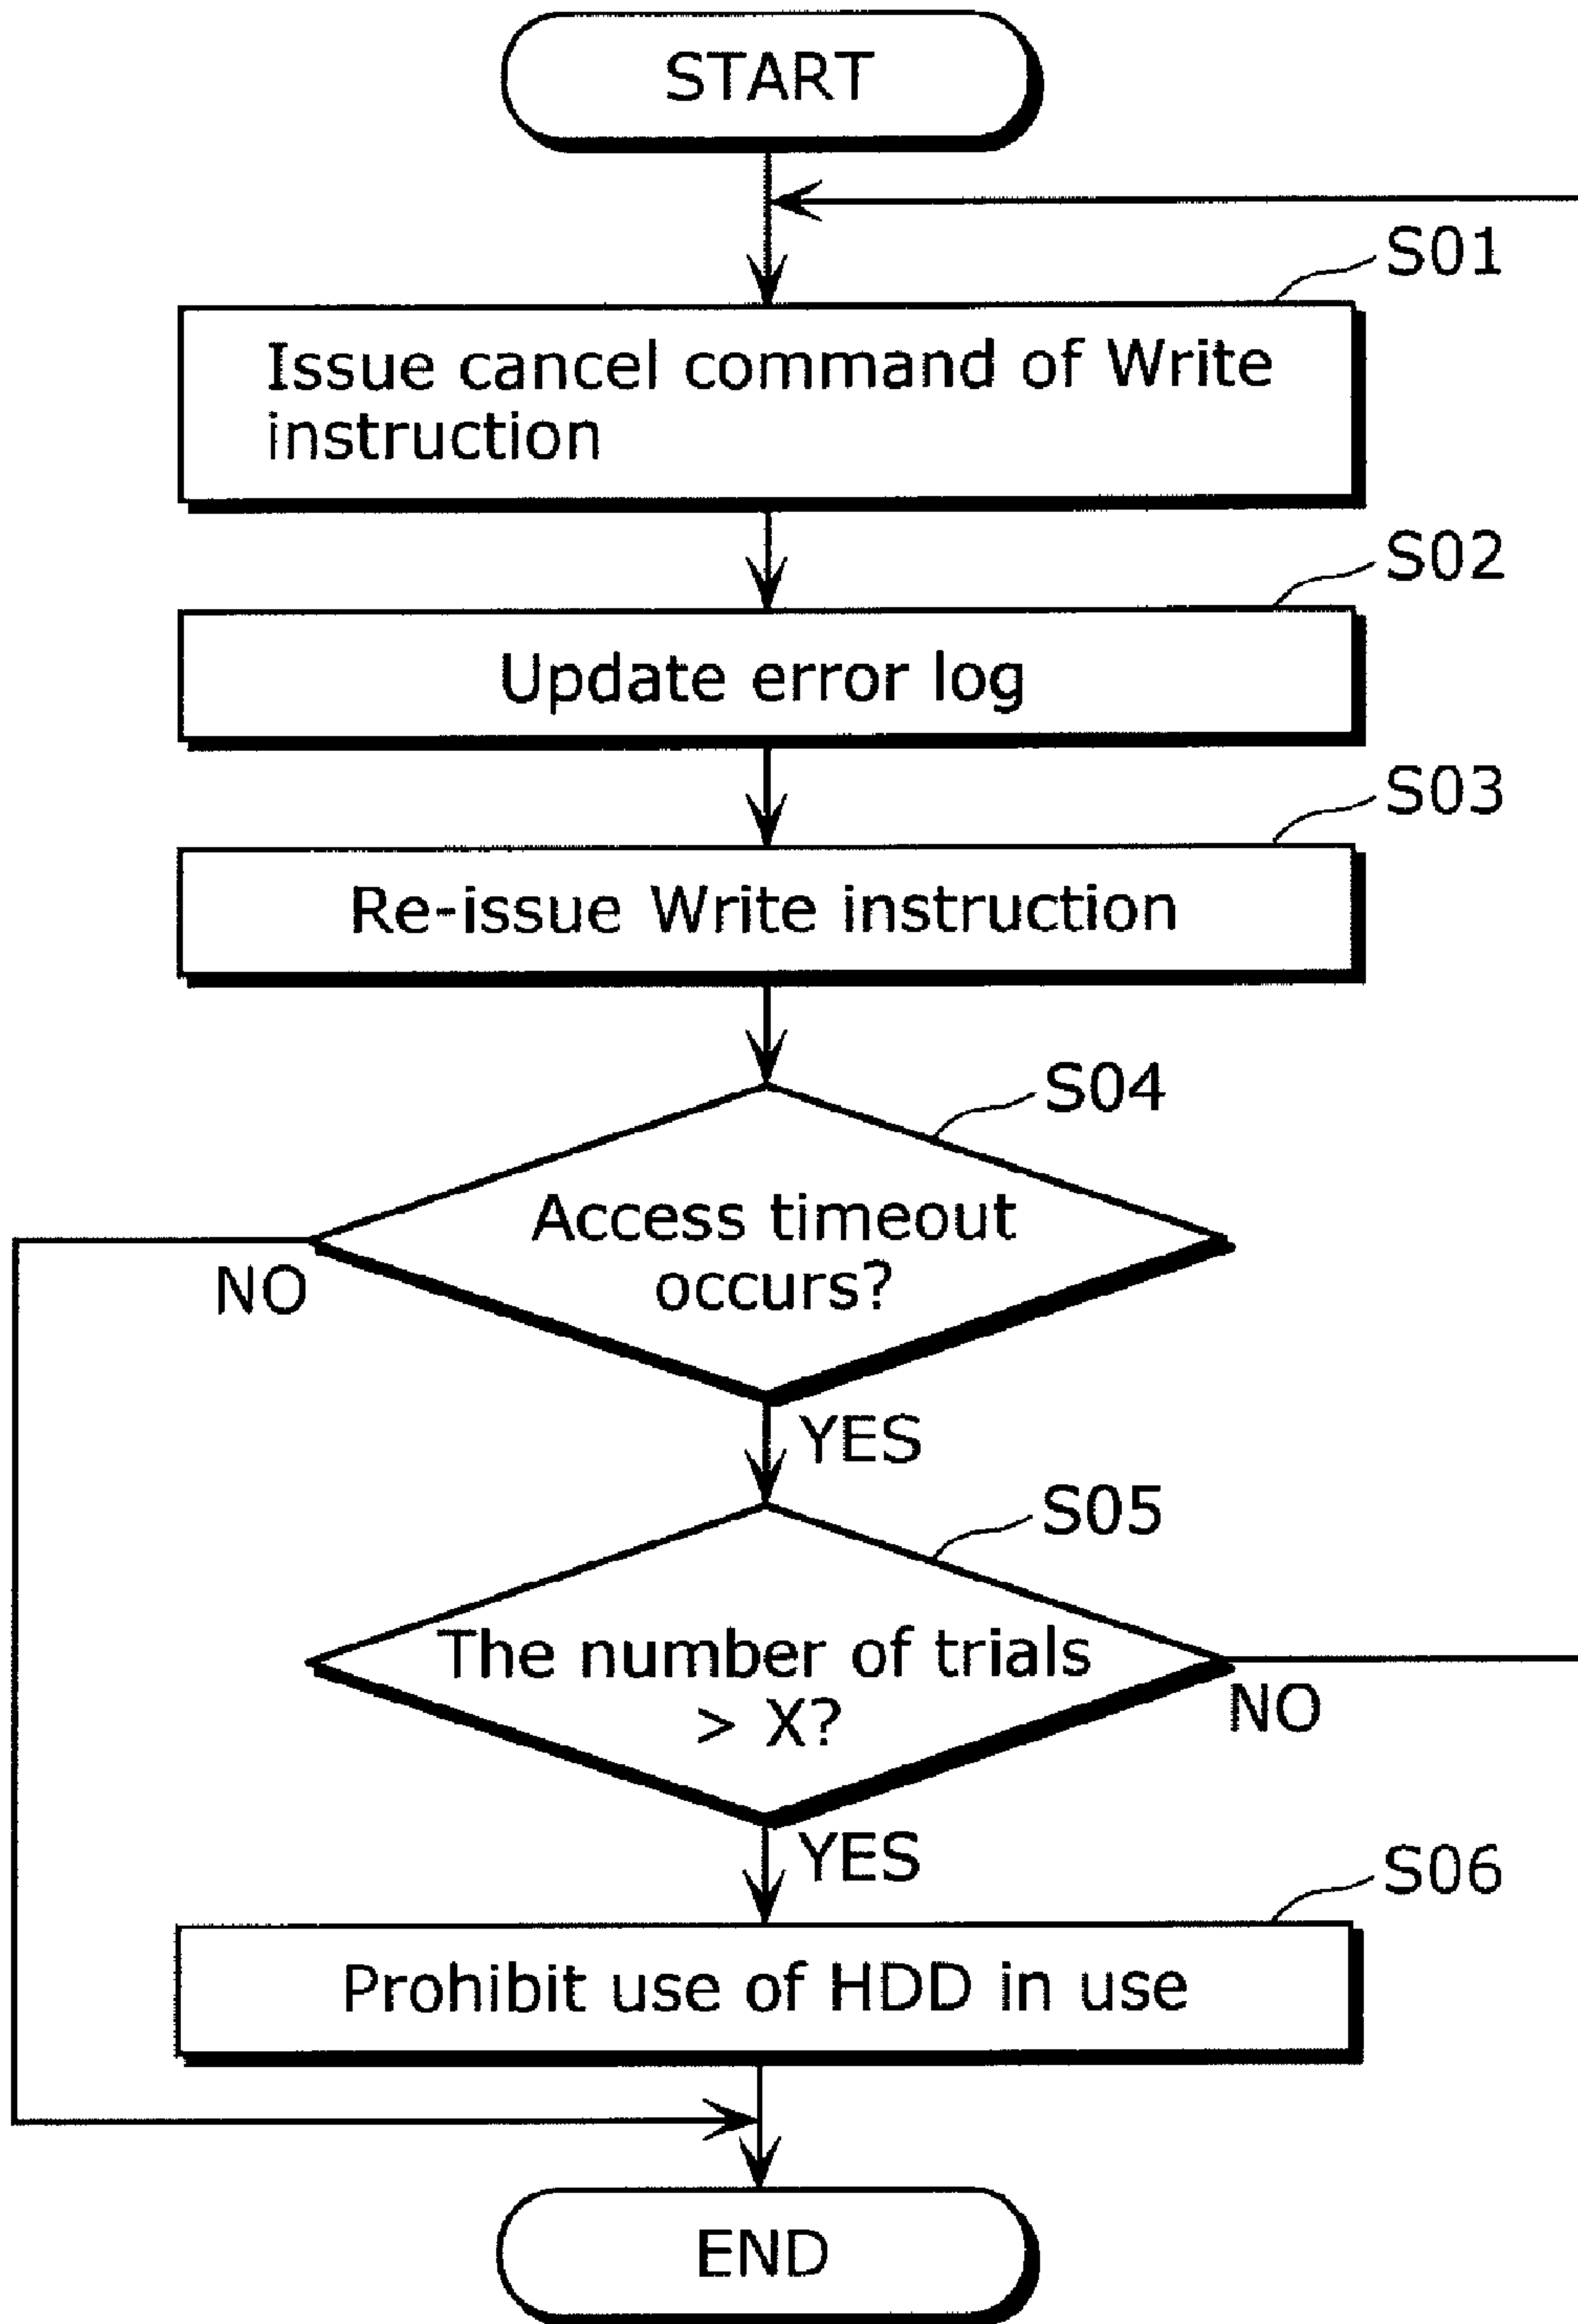 START
S01
Issue cancel command of Write
instruction
S02
Update error log
S03
Re-issue Write instruction
S04
Access timeout
occurs?
NO
YES
S05
The number of trials
> X?
NO
YES
S06
Prohibit use of HDD in use
END